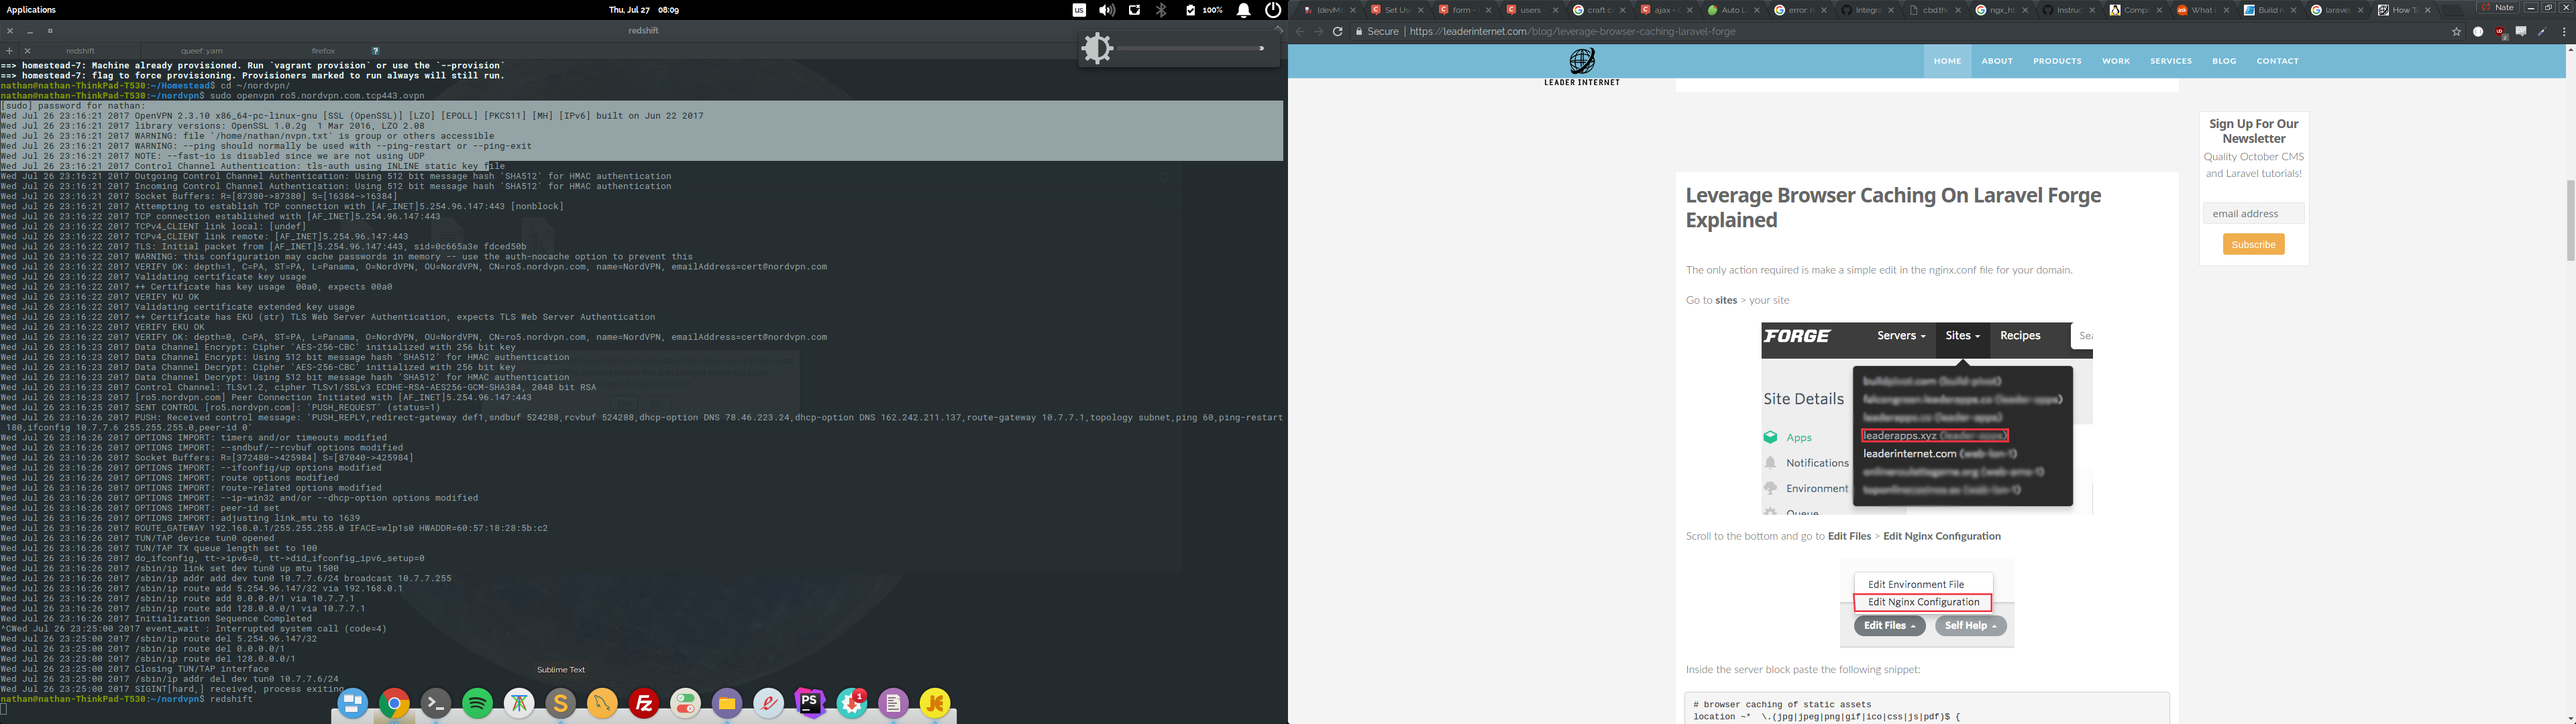 Applications
Thu, Jul 27 08:09
us
100%
redshift
redshift
queef: yarn
firefox
==> homestead-7: Machine already provisioned. Run `vagrant provision` or use the `--provision`
==> homestead-7: flag to force provisioning. Provisioners marked to run always will still run.
nathan@nathan-ThinkPad-T530:~/Homestead$ cd ~/nordvpn/
nathan@nathan-ThinkPad-T530:~/nordvpn$ sudo openvpn ro5.nordvpn.com.tcp443.ovpn
[sudo] password for nathan:
Wed Jul 26 23:16:21 2017 OpenVPN 2.3.10 x86_64-pc-linux-gnu [SSL (OpenSSL)] [LZO] [EPOLL] [PKCS11] [MH] [IPv6] built on Jun 22 2017
Wed Jul 26 23:16:21 2017 library versions: OpenSSL 1.0.2g  1 Mar 2016, LZO 2.08
Wed Jul 26 23:16:21 2017 WARNING: file '/home/nathan/nvpn.txt' is group or others accessible
Wed Jul 26 23:16:21 2017 WARNING: --ping should normally be used with --ping-restart or --ping-exit
Wed Jul 26 23:16:21 2017 NOTE: --fast-io is disabled since we are not using UDP
Wed Jul 26 23:16:21 2017 Control Channel Authentication: tls-auth using INLINE static key file
Wed Jul 26 23:16:21 2017 Outgoing Control Channel Authentication: Using 512 bit message hash 'SHA512' for HMAC authentication
Wed Jul 26 23:16:21 2017 Incoming Control Channel Authentication: Using 512 bit message hash 'SHA512' for HMAC authentication
Wed Jul 26 23:16:21 2017 Socket Buffers: R=[87380->87380] S=[16384->16384]
Wed Jul 26 23:16:21 2017 Attempting to establish TCP connection with [AF_INET]5.254.96.147:443 [nonblock]
Wed Jul 26 23:16:22 2017 TCP connection established with [AF_INET]5.254.96.147:443
Wed Jul 26 23:16:22 2017 TCPv4_CLIENT link local: [undef]
Wed Jul 26 23:16:22 2017 TCPv4_CLIENT link remote: [AF_INET]5.254.96.147:443
Wed Jul 26 23:16:22 2017 TLS: Initial packet from [AF_INET]5.254.96.147:443, sid=0c665a3e fdced50b
Wed Jul 26 23:16:22 2017 WARNING: this configuration may cache passwords in memory -- use the auth-nocache option to prevent this
Wed Jul 26 23:16:22 2017 VERIFY OK: depth=1, C=PA, ST=PA, L=Panama, O=NordVPN, OU=NordVPN, CN=ro5.nordvpn.com, name=NordVPN, emailAddress=cert@nordvpn.com
Wed Jul 26 23:16:22 2017 Validating certificate key usage
Wed Jul 26 23:16:22 2017 ++ Certificate has key usage  00a0, expects 00a0
Wed Jul 26 23:16:22 2017 VERIFY KU OK
Wed Jul 26 23:16:22 2017 Validating certificate extended key usage
Wed Jul 26 23:16:22 2017 ++ Certificate has EKU (str) TLS Web Server Authentication, expects TLS Web Server Authentication
Wed Jul 26 23:16:22 2017 VERIFY EKU OK
Wed Jul 26 23:16:22 2017 VERIFY OK: depth=0, C=PA, ST=PA, L=Panama, O=NordVPN, OU=NordVPN, CN=ro5.nordvpn.com, name=NordVPN, emailAddress=cert@nordvpn.com
Wed Jul 26 23:16:23 2017 Data Channel Encrypt: Cipher 'AES-256-CBC' initialized with 256 bit key
Wed Jul 26 23:16:23 2017 Data Channel Encrypt: Using 512 bit message hash 'SHA512' for HMAC authentication
Wed Jul 26 23:16:23 2017 Data Channel Decrypt: Cipher 'AES-256-CBC' initialized with 256 bit key
Wed Jul 26 23:16:23 2017 Data Channel Decrypt: Using 512 bit message hash 'SHA512' for HMAC authentication
Wed Jul 26 23:16:23 2017 Control Channel: TLSv1.2, cipher TLSv1/SSLv3 ECDHE-RSA-AES256-GCM-SHA384, 2048 bit RSA
Wed Jul 26 23:16:23 2017 [ro5.nordvpn.com] Peer Connection Initiated with [AF_INET]5.254.96.147:443
Wed Jul 26 23:16:25 2017 SENT CONTROL [ro5.nordvpn.com]: 'PUSH_REQUEST' (status=1)
Wed Jul 26 23:16:26 2017 PUSH: Received control message: 'PUSH_REPLY,redirect-gateway def1,sndbuf 524288,rcvbuf 524288,dhcp-option DNS 78.46.223.24,dhcp-option DNS 162.242.211.137,route-gateway 10.7.7.1,topology subnet,ping 60,ping-restart
180,ifconfig 10.7.7.6 255.255.255.0,peer-id 0'
Wed Jul 26 23:16:26 2017 OPTIONS IMPORT: timers and/or timeouts modified
Wed Jul 26 23:16:26 2017 OPTIONS IMPORT: --sndbuf/--rcvbuf options modified
Wed Jul 26 23:16:26 2017 Socket Buffers: R=[372480->425984] S=[87040->425984]
Wed Jul 26 23:16:26 2017 OPTIONS IMPORT: --ifconfig/up options modified
Wed Jul 26 23:16:26 2017 OPTIONS IMPORT: route options modified
Wed Jul 26 23:16:26 2017 OPTIONS IMPORT: route-related options modified
Wed Jul 26 23:16:26 2017 OPTIONS IMPORT: --ip-win32 and/or --dhcp-option options modified
Wed Jul 26 23:16:26 2017 OPTIONS IMPORT: peer-id set
Wed Jul 26 23:16:26 2017 OPTIONS IMPORT: adjusting link_mtu to 1639
Wed Jul 26 23:16:26 2017 ROUTE_GATEWAY 192.168.0.1/255.255.255.0 IFACE=wlp1s0 HWADDR=60:57:18:28:5b:c2
Wed Jul 26 23:16:26 2017 TUN/TAP device tun0 opened
Wed Jul 26 23:16:26 2017 TUN/TAP TX queue length set to 100
Wed Jul 26 23:16:26 2017 do_ifconfig, tt->ipv6=0, tt->did_ifconfig_ipv6_setup=0
Wed Jul 26 23:16:26 2017 /sbin/ip link set dev tun0 up mtu 1500
Wed Jul 26 23:16:26 2017 /sbin/ip addr add dev tun0 10.7.7.6/24 broadcast 10.7.7.255
Wed Jul 26 23:16:26 2017 /sbin/ip route add 5.254.96.147/32 via 192.168.0.1
Wed Jul 26 23:16:26 2017 /sbin/ip route add 0.0.0.0/1 via 10.7.7.1
Wed Jul 26 23:16:26 2017 /sbin/ip route add 128.0.0.0/1 via 10.7.7.1
Wed Jul 26 23:16:26 2017 Initialization Sequence Completed
^CWed Jul 26 23:25:00 2017 event_wait : Interrupted system call (code=4)
Wed Jul 26 23:25:00 2017 /sbin/ip route del 5.254.96.147/32
Wed Jul 26 23:25:00 2017 /sbin/ip route del 0.0.0.0/1
Wed Jul 26 23:25:00 2017 /sbin/ip route del 128.0.0.0/1
Wed Jul 26 23:25:00 2017 Closing TUN/TAP interface
Wed Jul 26 23:25:00 2017 /sbin/ip addr del dev tun0 10.7.7.6/24
Wed Jul 26 23:25:00 2017 SIGINT[hard,] received, process exiting
nathan@nathan-ThinkPad-T530:~/nordvpn$ redshift
Sublime Text
PS
1
[devMo
Set Us
form -
users -
craft c
ajax -
Auto L
error: n
Integra
cbd.the
ngx_ht
Instruc
Compi
What i
Build n
laravel
How T
Nate
Secure | https://leaderinternet.com/blog/leverage-browser-caching-laravel-forge
LEADER INTERNET
HOME ABOUT PRODUCTS WORK SERVICES BLOG CONTACT
Sign Up For Our
Newsletter
Quality October CMS
and Laravel tutorials!
email address
Subscribe
Leverage Browser Caching On Laravel Forge
Explained
The only action required is make a simple edit in the nginx.conf file for your domain.
Go to sites > your site
FORGE Servers Sites Recipes Sea
Site Details
Apps
Notifications
Environment
Queue
leaderapps.xyz
leaderinternet.com
Scroll to the bottom and go to Edit Files > Edit Nginx Configuration
Edit Environment File
Edit Nginx Configuration
Edit Files Self Help
Inside the server block paste the following snippet:
# browser caching of static assets
location ~*  \.(jpg|jpeg|png|gif|ico|css|js|pdf)$ {